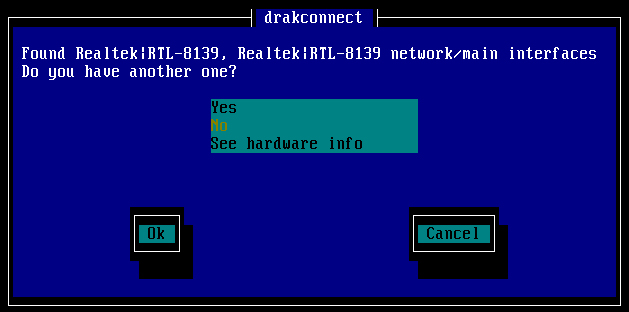 drakconnect
Found Realtek|RTL-8139, Realtek|RTL-8139 network/main interfaces
Do you have another one?
Yes
No
See hardware info
Ok
Cancel